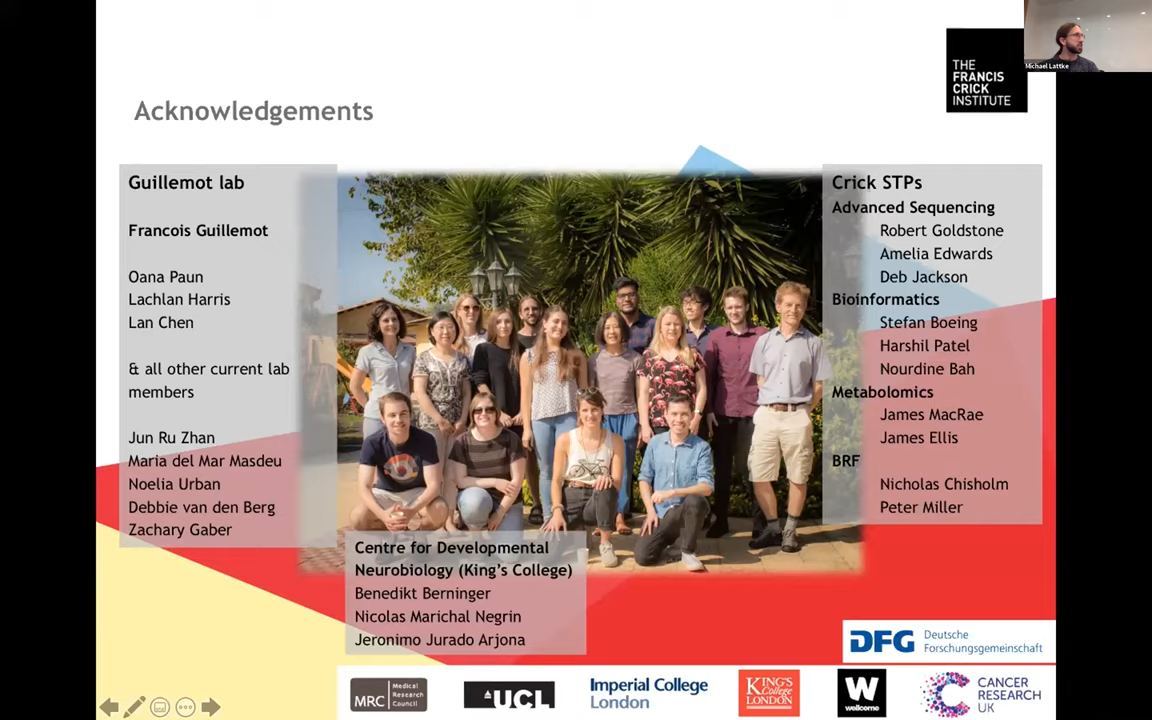 THE
FRANCIS
CRICK
INSTITUTE
Michael Lattke
Acknowledgements
Guillemot lab
Francois Guillemot
Oana Paun
Lachlan Harris
Lan Chen
& all other current lab
members
Jun Ru Zhan
Maria del Mar Masdeu
Noelia Urban
Debbie van den Berg
Zachary Gaber
Centre for Developmental
Neurobiology (King's College)
Benedikt Berninger
Nicolas Marichal Negrin
Jeronimo Jurado Arjona
Crick STPs
Advanced Sequencing
Robert Goldstone
Amelia Edwards
Deb Jackson
Bioinformatics
Stefan Boeing
Harshil Patel
Nourdine Bah
Metabolomics
James MacRae
James Ellis
BRF
Nicholas Chisholm
Peter Miller
DFG Deutsche
Forschungsgemeinschaft
MRC Medical
Research
Council
UCL
Imperial College
London
KING'S
College
LONDON
W
wellcome
CANCER
RESEARCH
UK